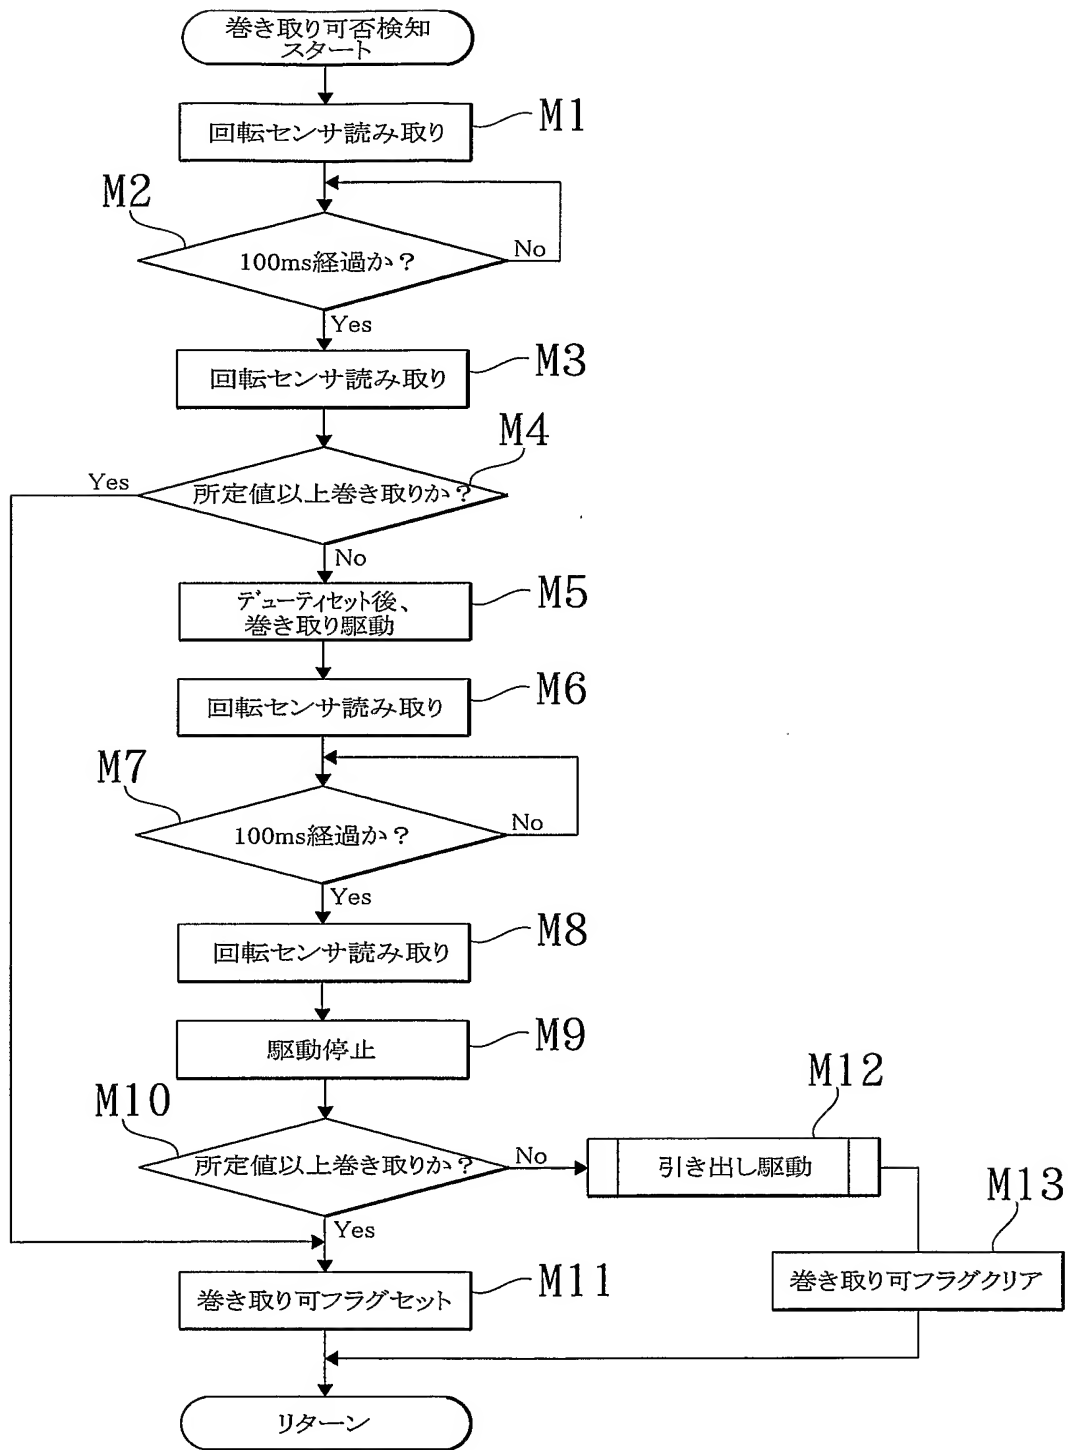 巻き取り可否検知
スタート
回転センサ読み取り
M1
M2
100ms経過か？
No
Yes
回転センサ読み取り
M3
M4
Yes
所定値以上巻き取りか？
No
デューティセット後、
巻き取り駆動
M5
回転センサ読み取り
M6
M7
100ms経過か？
No
Yes
回転センサ読み取り
M8
駆動停止
M9
M10
所定値以上巻き取りか？
No
M12
引き出し駆動
M13
Yes
巻き取り可フラグセット
M11
巻き取り可フラグクリア
リターン